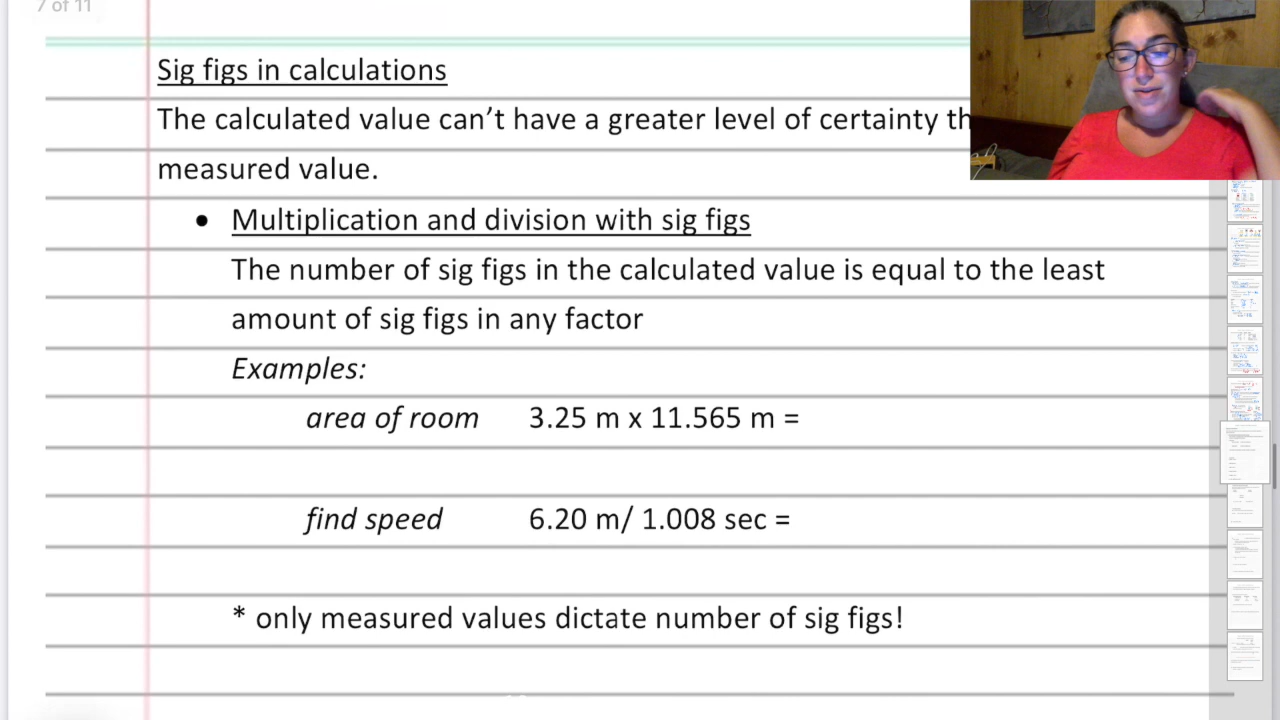 7 of 11
Sig figs in calculations
The calculated value can't have a greater level of certainty
measured value.
• Multiplication and division with sig figs
The number of sig figs in the calculated value is equal to the least
amount of sig figs in any factor
Examples:
area of room 3.25 m x 11.565 m =
find speed 6.20 m/ 1.008 sec =
* only measured values dictate number of sig figs!